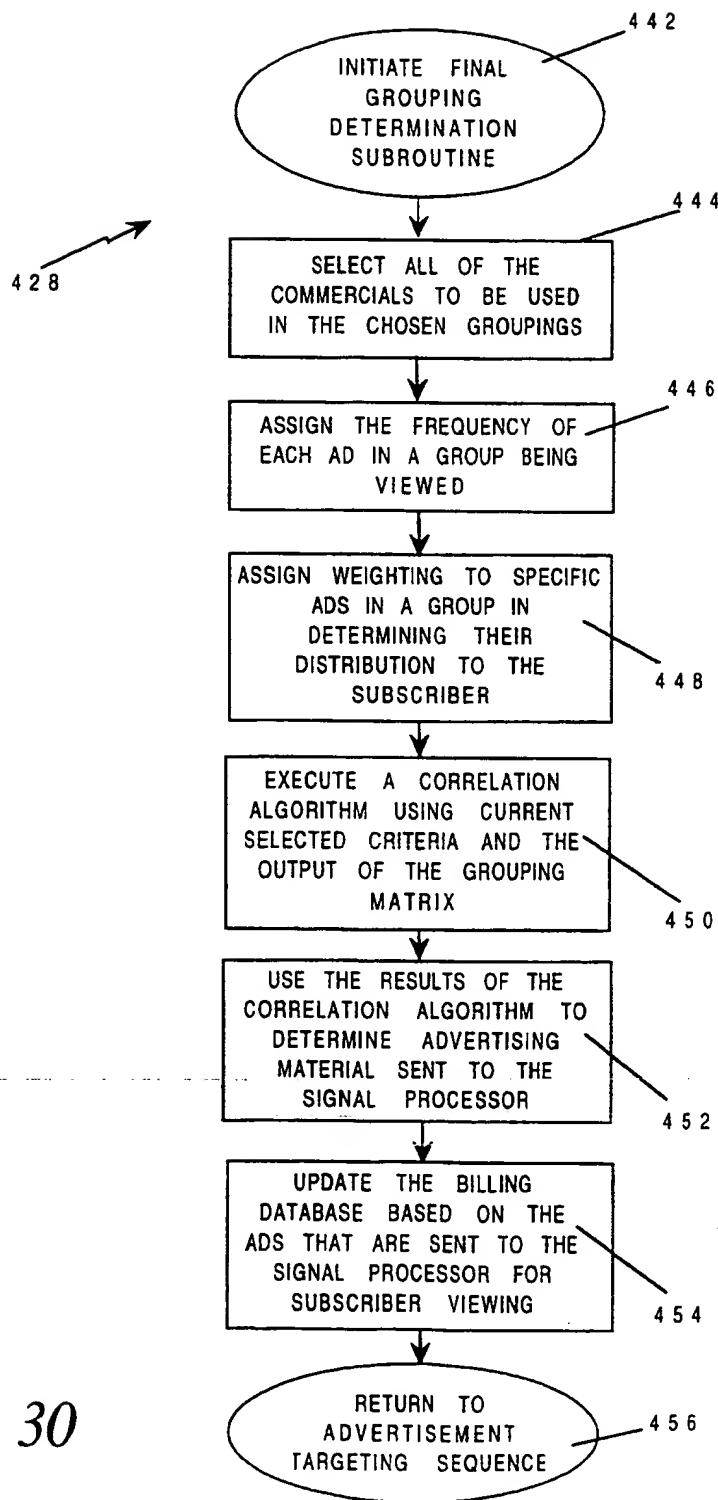 442
INITIATE FINAL
GROUPING
DETERMINATION
SUBROUTINE
444
428
SELECT ALL OF THE
COMMERCIALS TO BE USED
IN THE CHOSEN GROUPINGS
446
ASSIGN THE FREQUENCY OF
EACH AD IN A GROUP BEING
VIEWED
ASSIGN WEIGHTING TO SPECIFIC
ADS IN A GROUP IN
DETERMINING THEIR
DISTRIBUTION TO THE
SUBSCRIBER
448
EXECUTE A CORRELATION
ALGORITHM USING CURRENT
SELECTED CRITERIA AND THE
OUTPUT OF THE GROUPING
MATRIX
450
USE THE RESULTS OF THE
CORRELATION ALGORITHM TO
DETERMINE ADVERTISING
MATERIAL SENT TO THE
SIGNAL PROCESSOR
452
UPDATE THE BILLING
DATABASE BASED ON THE
ADS THAT ARE SENT TO THE
SIGNAL PROCESSOR FOR
SUBSCRIBER VIEWING
454
RETURN TO
ADVERTISEMENT
TARGETING SEQUENCE
456
30